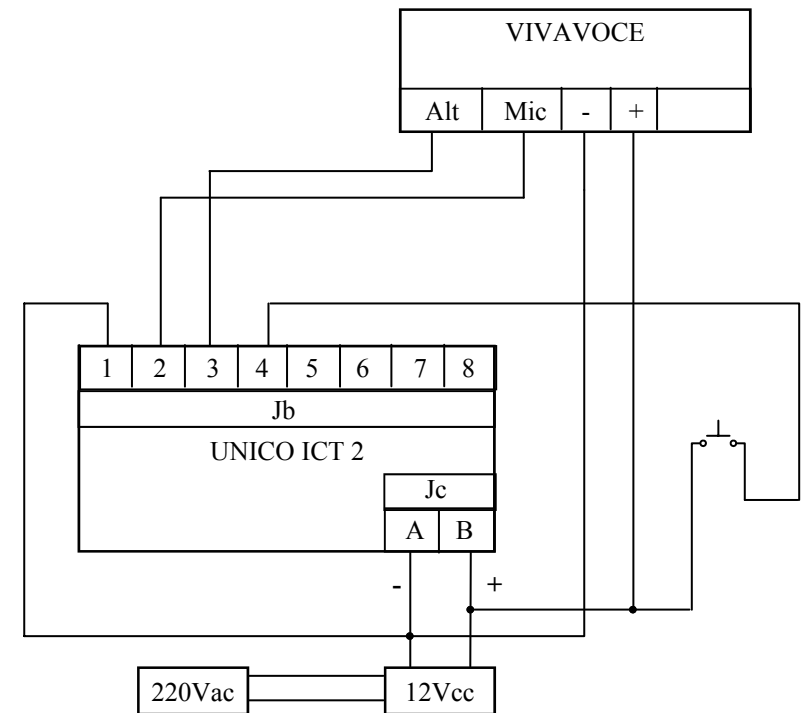 VIVAVOCE
Alt Mic - +
1 2 3 4 5 6 7 8
Jb
UNICO ICT 2
Jc
A B
- +
220Vac 12Vcc